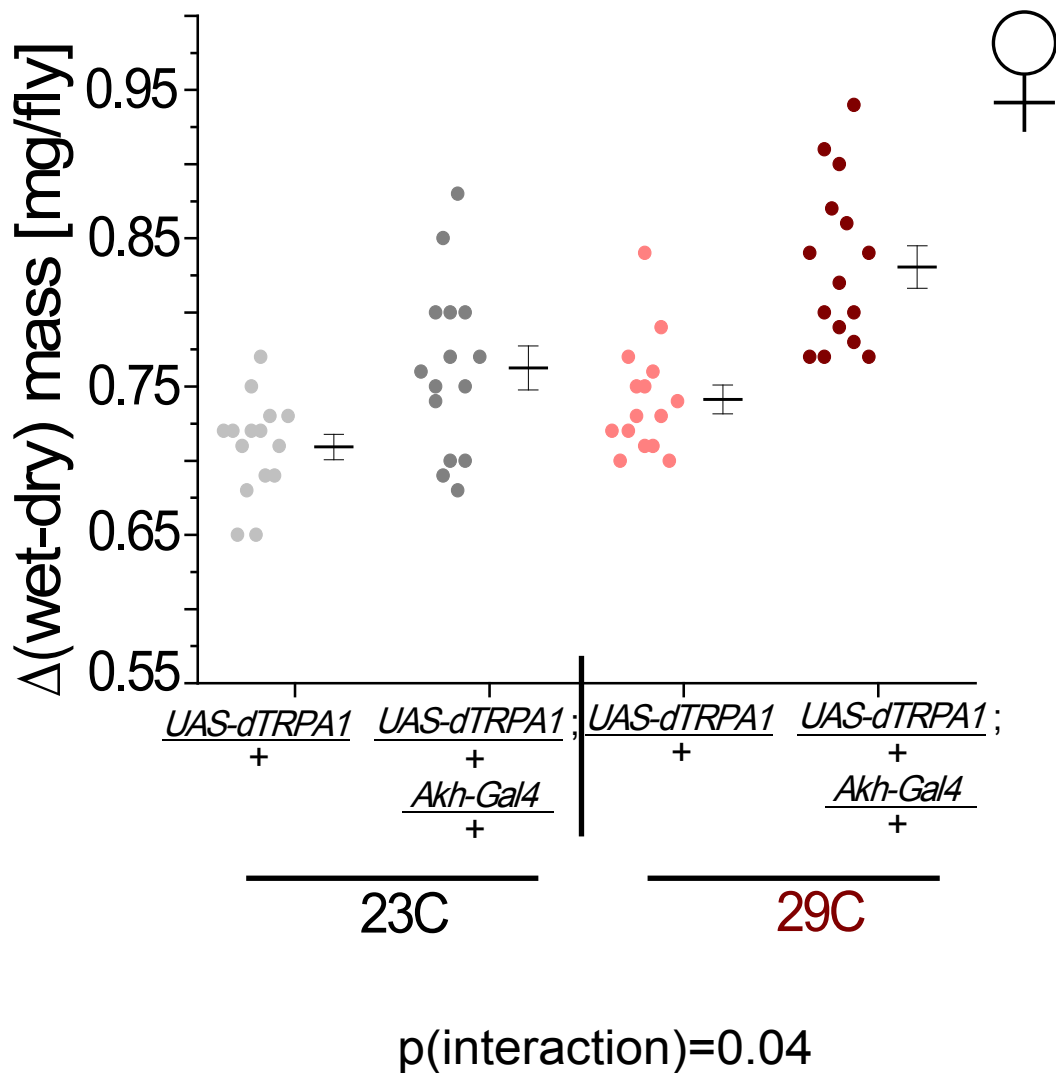 Δ(wet-dry) mass [mg/fly]
0.95
0.85
0.75
0.65
0.55
UAS-dTRPA1 UAS-dTRPA1 ; UAS-dTRPA1 UAS-dTRPA1 ;
+ + + +
Akh-Gal4 Akh-Gal4
+ +
23C 29C
p(interaction)=0.04